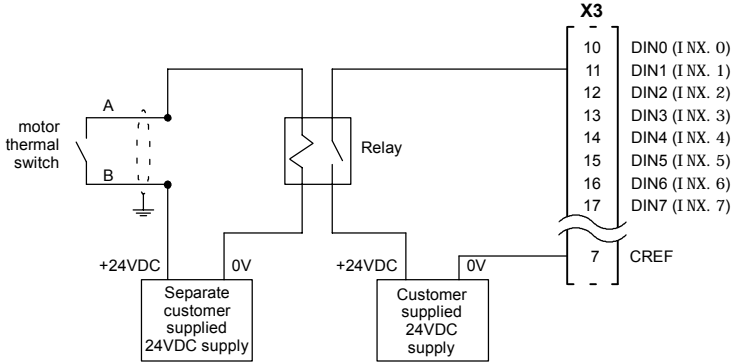 X3
10 DIN0 (INX. 0)
11 DIN1 (INX. 1)
12 DIN2 (INX. 2)
13 DIN3 (INX. 3)
14 DIN4 (INX. 4)
15 DIN5 (INX. 5)
16 DIN6 (INX. 6)
17 DIN7 (INX. 7)
7 CREF
A
motor
thermal
switch
B
Relay
+24VDC
0V
Separate
customer
supplied
24VDC supply
+24VDC
0V
Customer
supplied
24VDC
supply